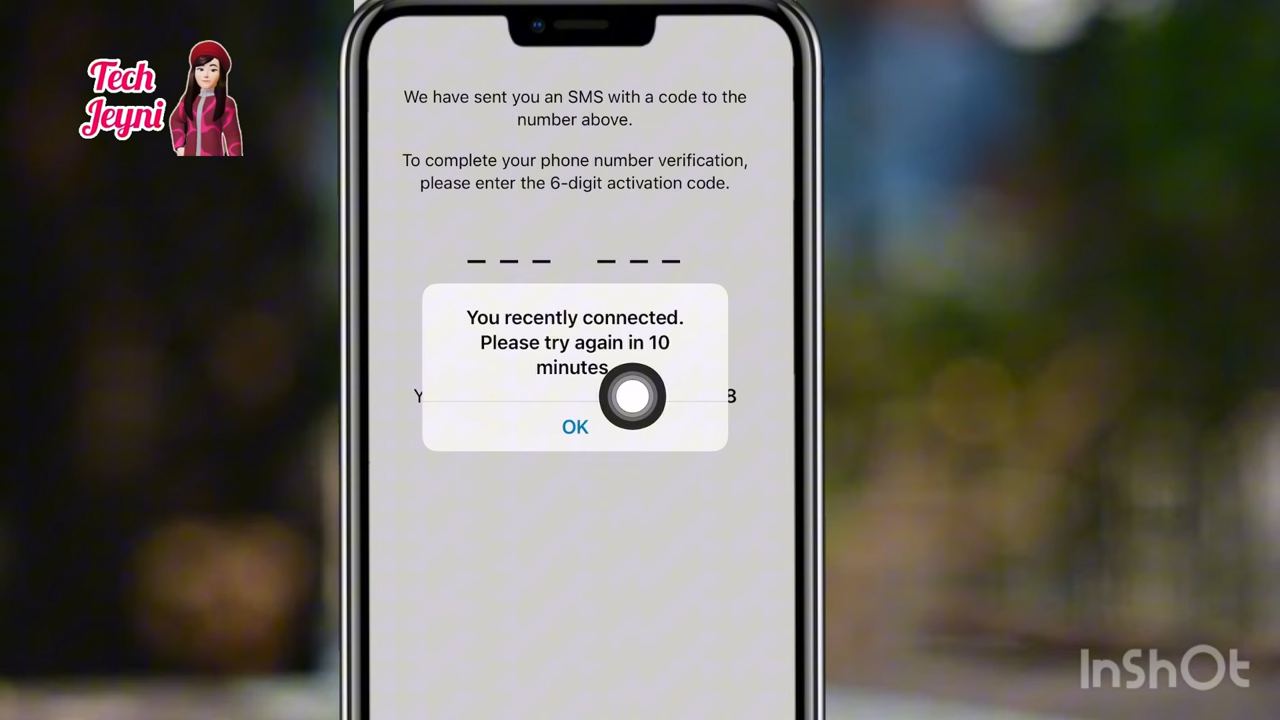 Tech
Jeyni
We have sent you an SMS with a code to the
number above.
To complete your phone number verification,
please enter the 6-digit activation code.
You recently connected.
Please try again in 10
minutes
Y 8
OK
InShOt